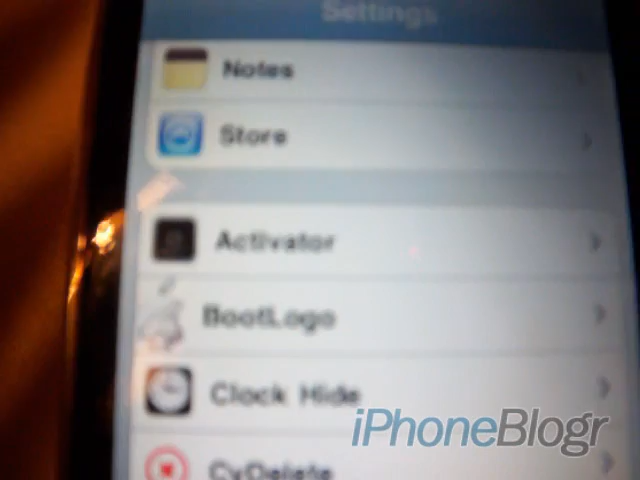 Settings
Notes
Store
Activator
BootLogo
Clock Hide
CyDelete
iPhoneBlogr